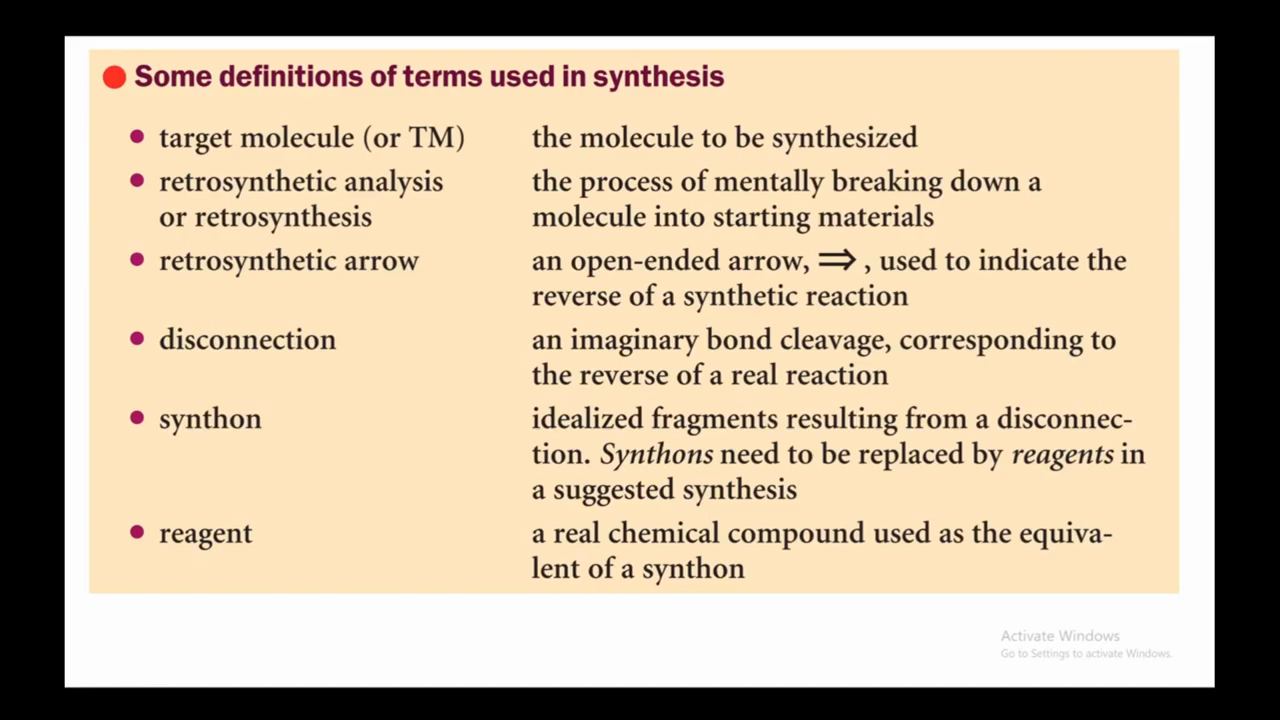 Some definitions of terms used in synthesis
• target molecule (or TM) the molecule to be synthesized
• retrosynthetic analysis the process of mentally breaking down a
or retrosynthesis molecule into starting materials
• retrosynthetic arrow an open-ended arrow, ⇒ , used to indicate the
reverse of a synthetic reaction
• disconnection an imaginary bond cleavage, corresponding to
the reverse of a real reaction
• synthon idealized fragments resulting from a disconnec-
tion. Synthons need to be replaced by reagents in
a suggested synthesis
• reagent a real chemical compound used as the equiva-
lent of a synthon
Activate Windows
Go to Settings to activate Windows.